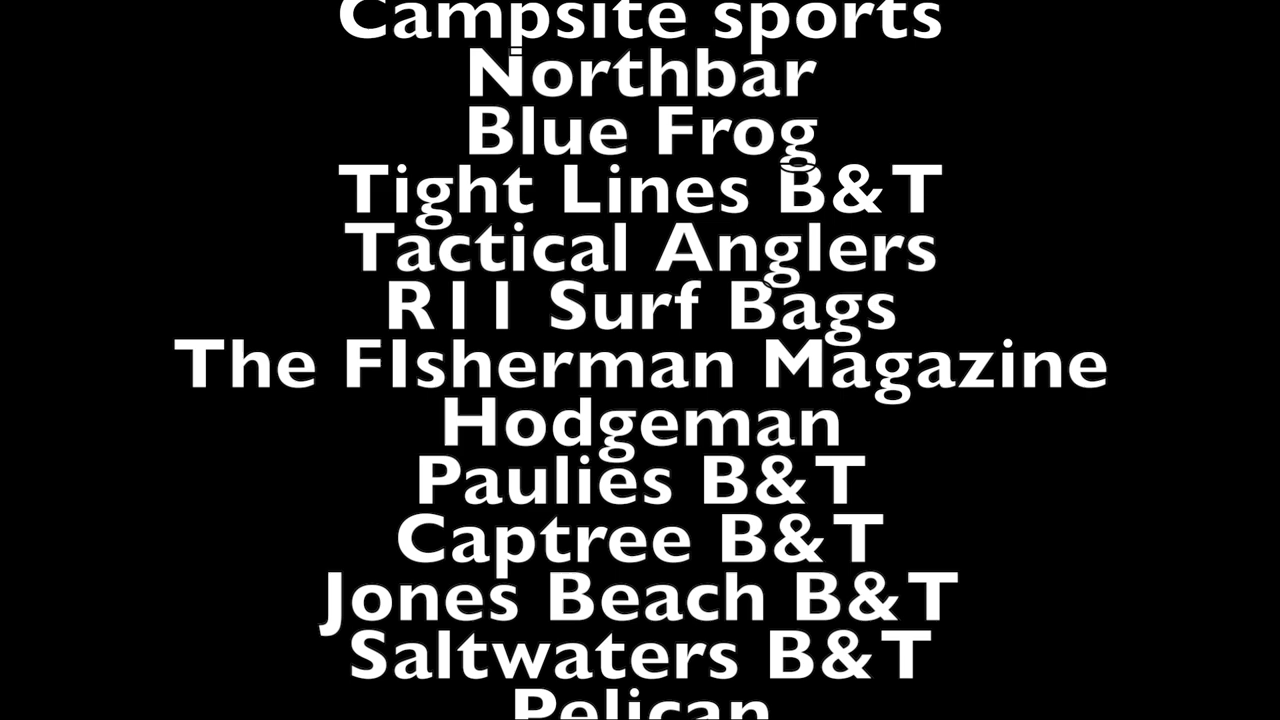 Campsite sports
Northbar
Blue Frog
Tight Lines B&T
Tactical Anglers
R11 Surf Bags
The FIsherman Magazine
Hodgeman
Paulies B&T
Captree B&T
Jones Beach B&T
Saltwaters B&T
Pelican